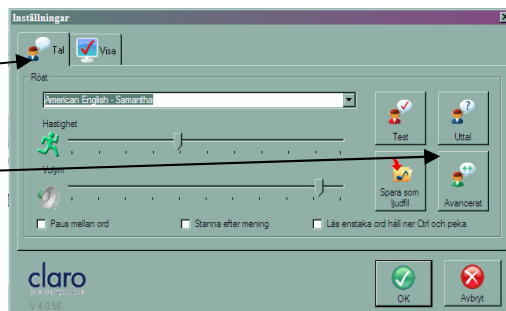 Inställningar
Tal
Visa
Röst
American English - Samantha
Hastighet
Volym
Test
Uttal
Spara som
ljudfil
Avancerat
Paus mellan ord
Stanna efter mening
Läs enstaka ord håll ner Ctrl och peka
claro
V 4.0.56
OK
Avbryt